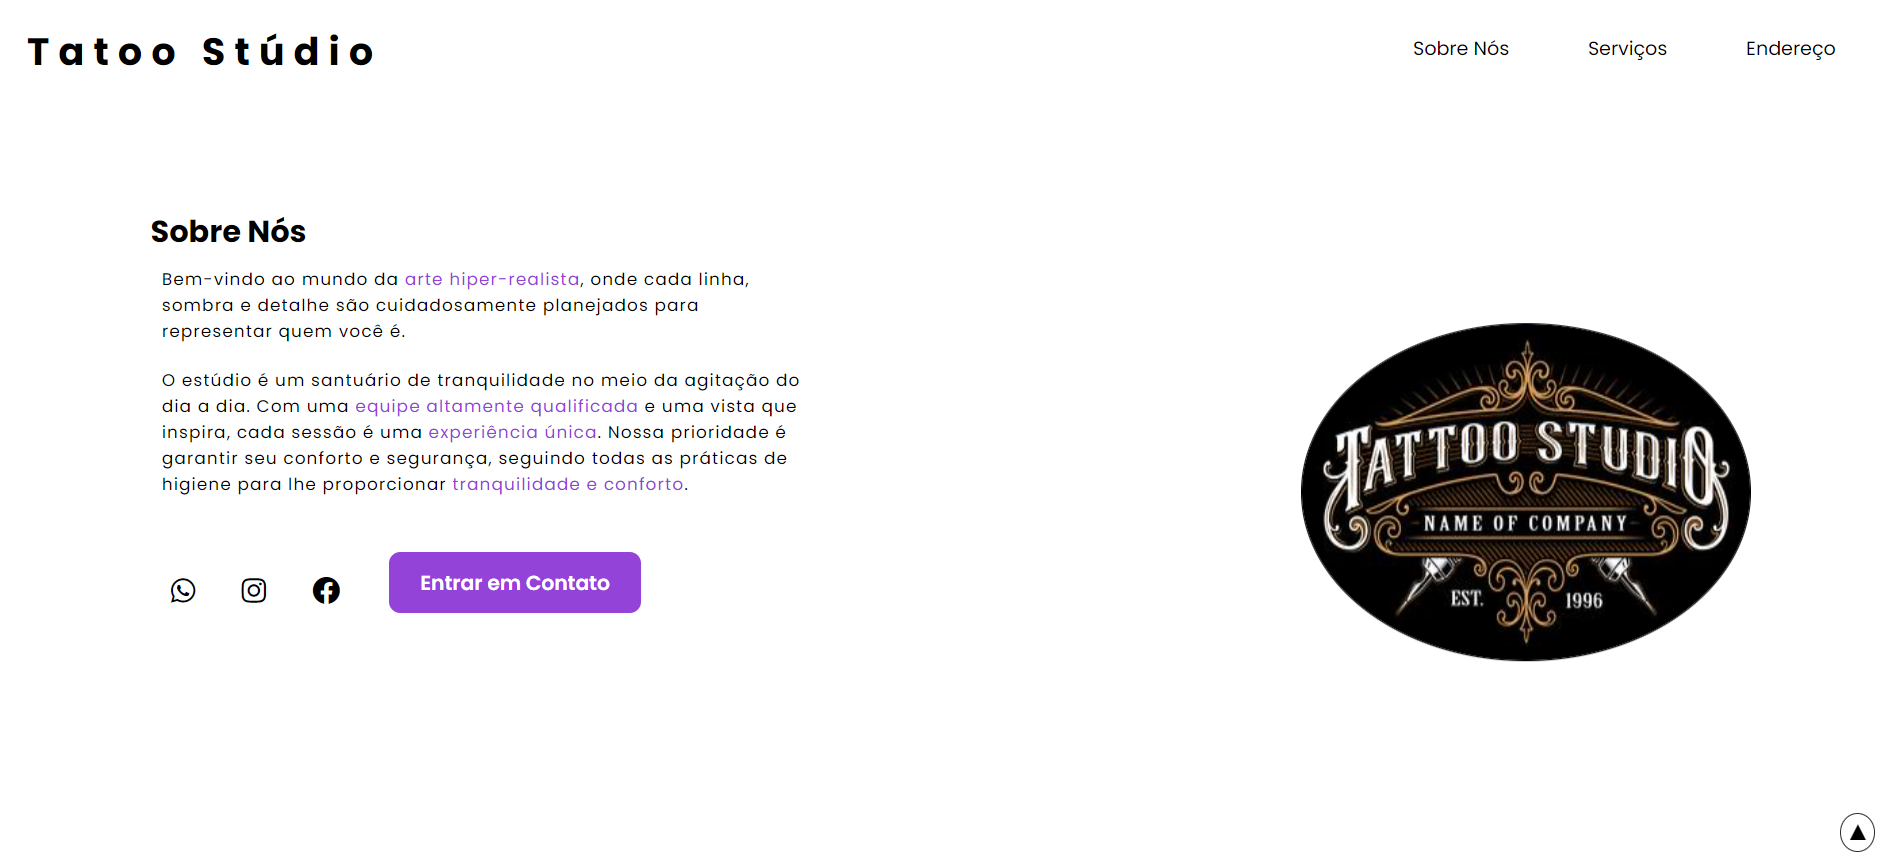 Tatoo Stúdio
Sobre Nós
Serviços
Endereço
Sobre Nós
Bem-vindo ao mundo da arte hiper-realista, onde cada linha,
sombra e detalhe são cuidadosamente planejados para
representar quem você é.
O estúdio é um santuário de tranquilidade no meio da agitação do
dia a dia. Com uma equipe altamente qualificada e uma vista que
inspira, cada sessão é uma experiência única. Nossa prioridade é
garantir seu conforto e segurança, seguindo todas as práticas de
higiene para lhe proporcionar tranquilidade e conforto.
Entrar em Contato
TATTOO STUDIO
NAME OF COMPANY
EST. 1996